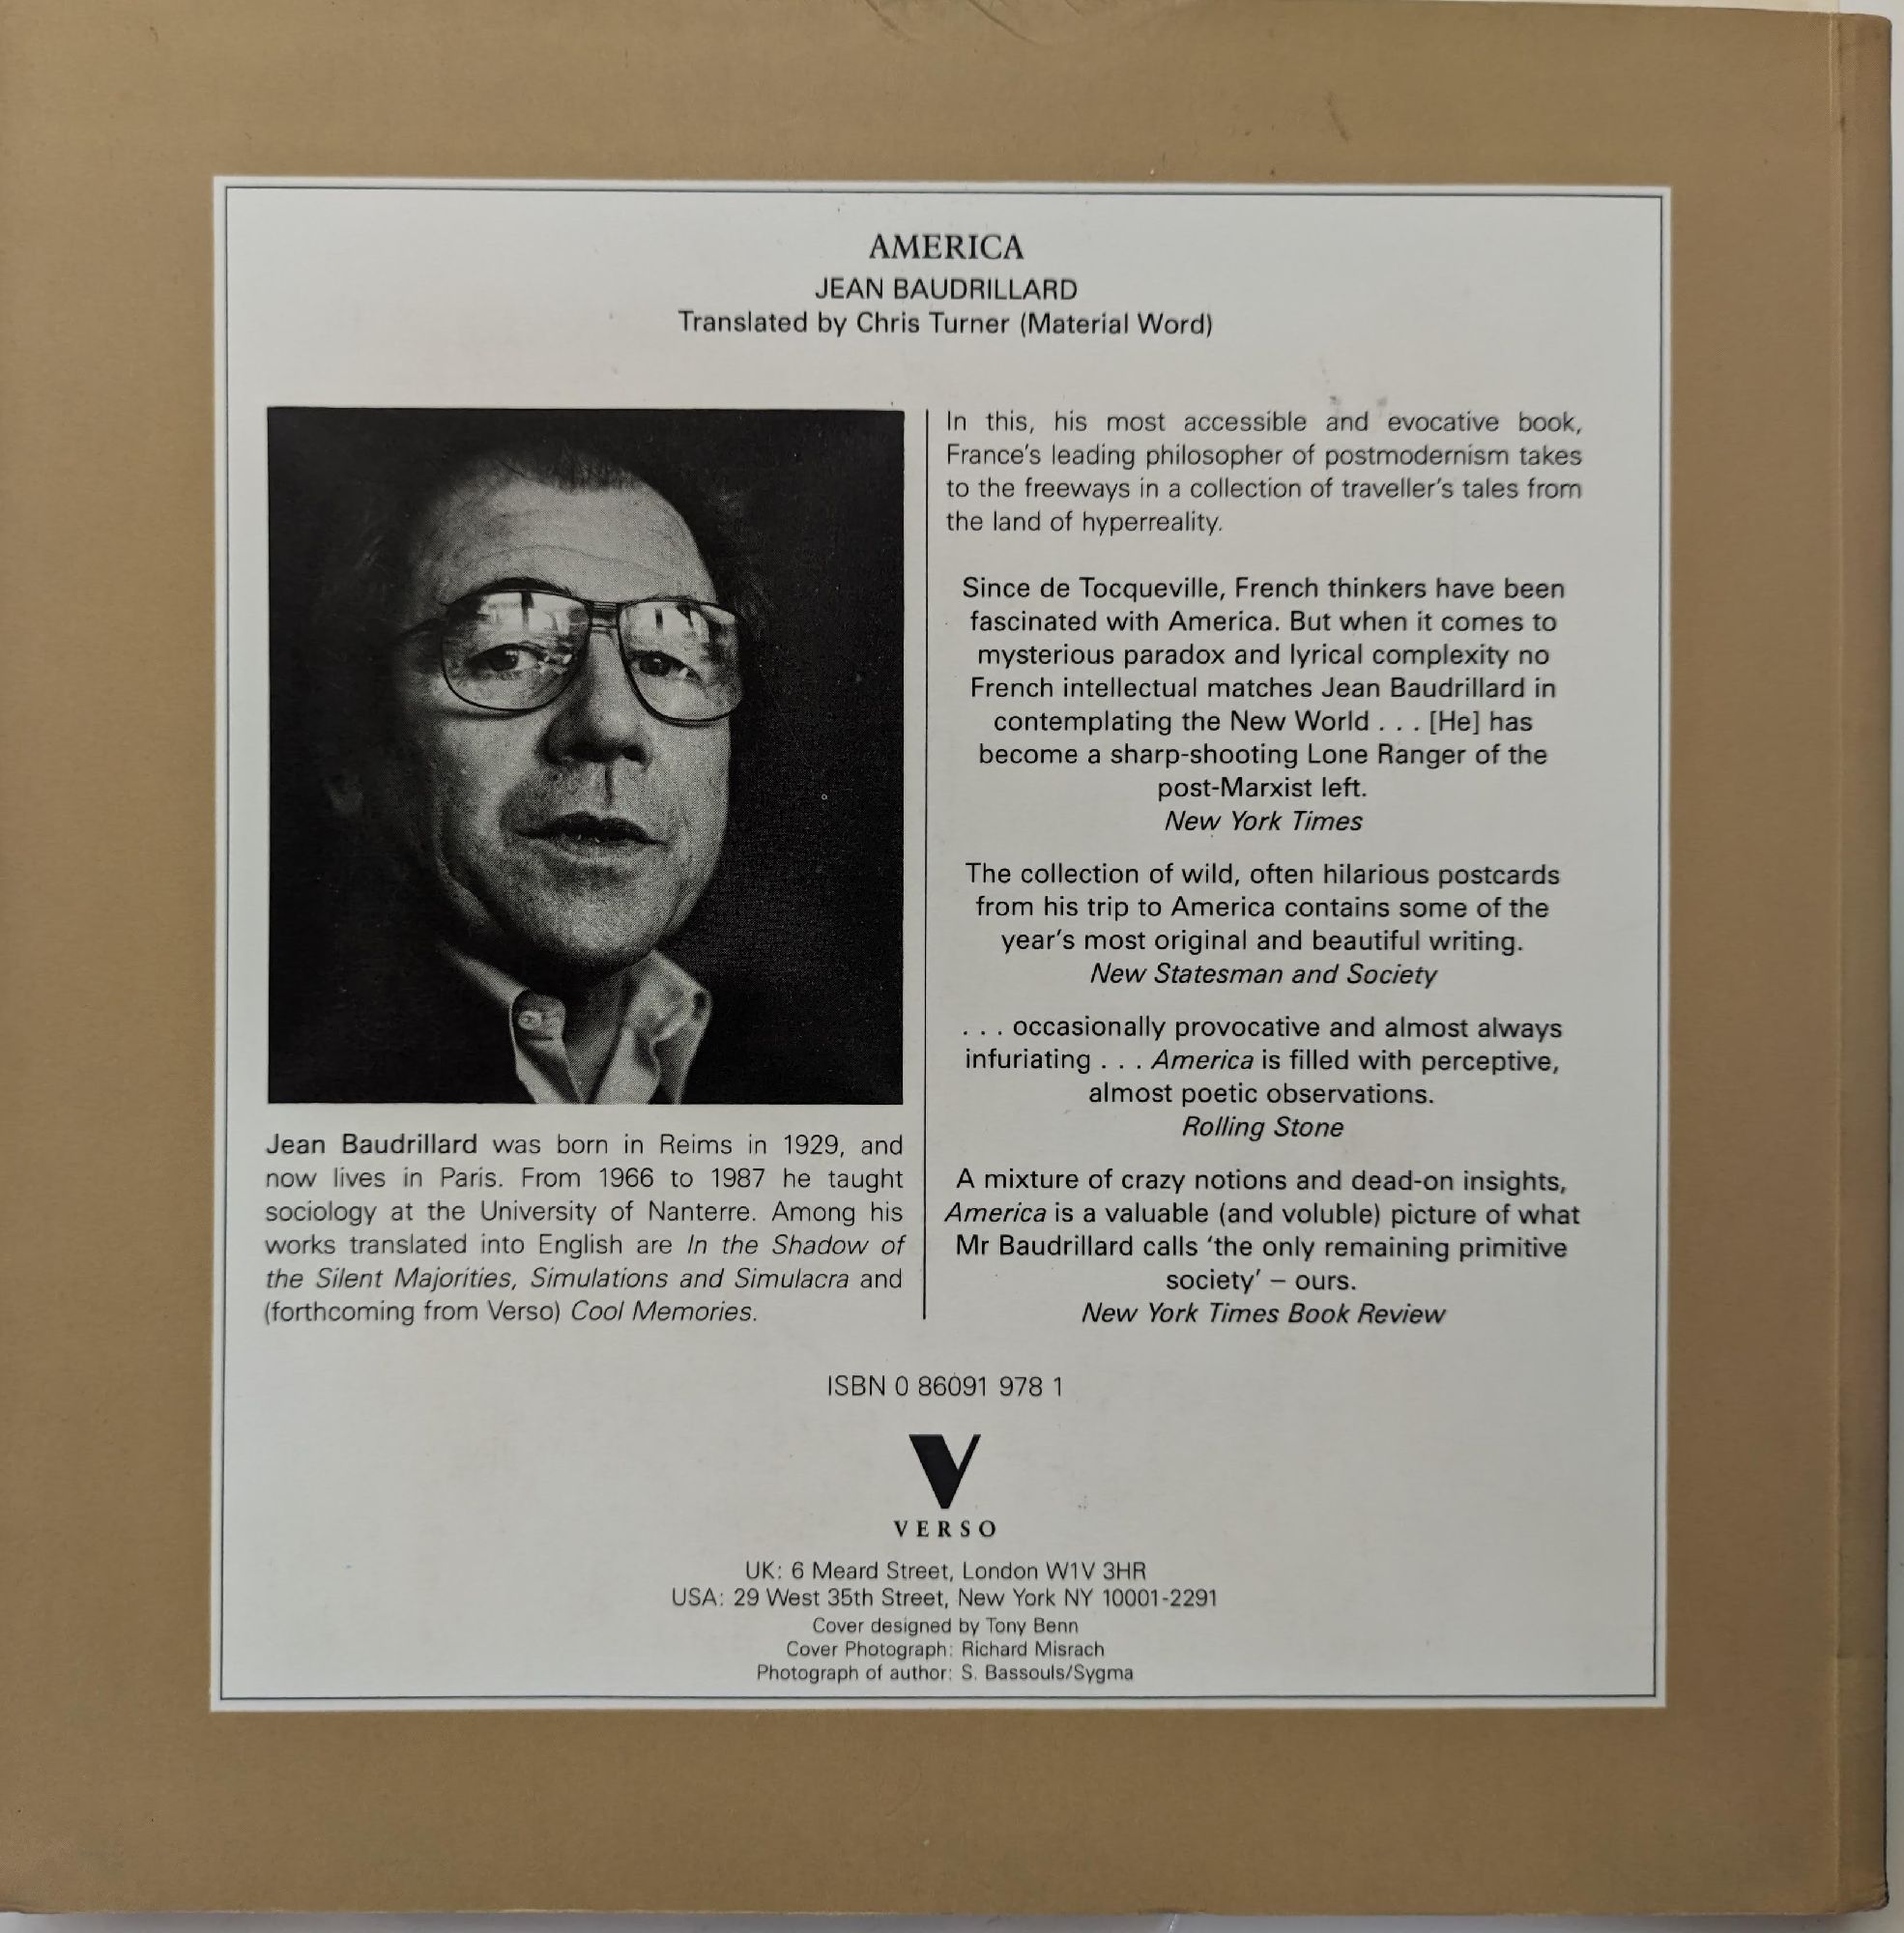 AMERICA
JEAN BAUDRILLARD
Translated by Chris Turner (Material Word)
Jean Baudrillard was born in Reims in 1929, and
now lives in Paris. From 1966 to 1987 he taught
sociology at the University of Nanterre. Among his
works translated into English are In the Shadow of
the Silent Majorities, Simulations and Simulacra and
(forthcoming from Verso) Cool Memories.
In this, his most accessible and evocative book,
France's leading philosopher of postmodernism takes
to the freeways in a collection of traveller's tales from
the land of hyperreality.
Since de Tocqueville, French thinkers have been
fascinated with America. But when it comes to
mysterious paradox and lyrical complexity no
French intellectual matches Jean Baudrillard in
contemplating the New World . . . [He] has
become a sharp-shooting Lone Ranger of the
post-Marxist left.
New York Times
The collection of wild, often hilarious postcards
from his trip to America contains some of the
year's most original and beautiful writing.
New Statesman and Society
. . . occasionally provocative and almost always
infuriating . . . America is filled with perceptive,
almost poetic observations.
Rolling Stone
A mixture of crazy notions and dead-on insights,
America is a valuable (and voluble) picture of what
Mr Baudrillard calls 'the only remaining primitive
society' – ours.
New York Times Book Review
ISBN 0 86091 978 1
V
VERSO
UK: 6 Meard Street, London W1V 3HR
USA: 29 West 35th Street, New York NY 10001-2291
Cover designed by Tony Benn
Cover Photograph: Richard Misrach
Photograph of author: S. Bassouls/Sygma